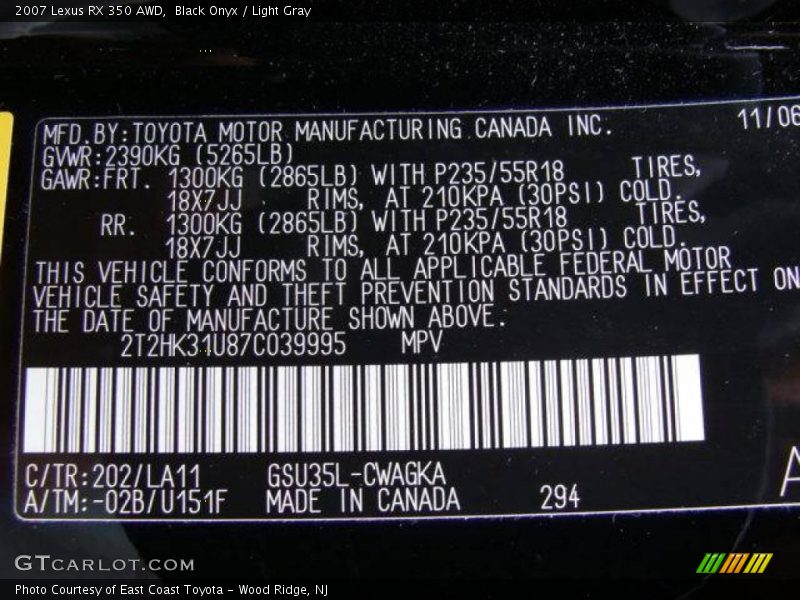 2007 Lexus RX 350 AWD, Black Onyx / Light Gray
MFD.BY:TOYOTA MOTOR MANUFACTURING CANADA INC. 11/06
GVWR:2390KG (5265LB)
GAWR:FRT. 1300KG (2865LB) WITH P235/55R18 TIRES,
18X7JJ RIMS, AT 210KPA (30PSI) COLD.
RR. 1300KG (2865LB) WITH P235/55R18 TIRES,
18X7JJ RIMS, AT 210KPA (30PSI) COLD.
THIS VEHICLE CONFORMS TO ALL APPLICABLE FEDERAL MOTOR
VEHICLE SAFETY AND THEFT PREVENTION STANDARDS IN EFFECT ON
THE DATE OF MANUFACTURE SHOWN ABOVE.
2T2HK31U87C039995 MPV
C/TR:202/LA11 GSU35L-CWAGKA A
A/TM:-02B/U151F MADE IN CANADA 294
GTCARLOT.COM
Photo Courtesy of East Coast Toyota - Wood Ridge, NJ